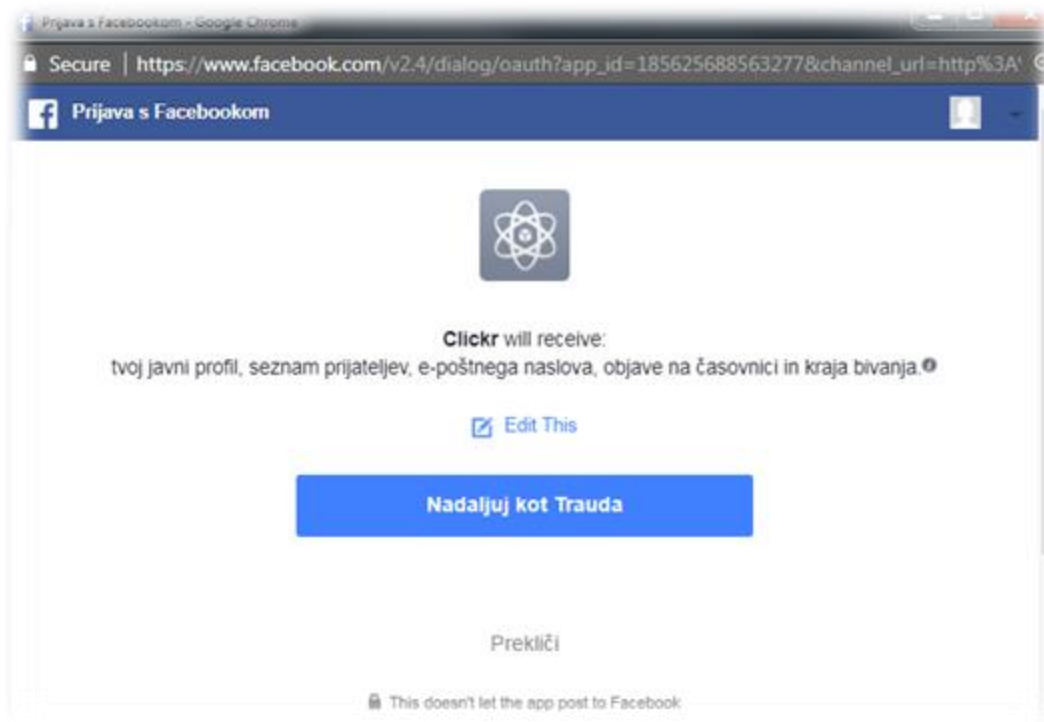 Prijava s Facebookom - Google Chrome
Secure | https://www.facebook.com/v2.4/dialog/oauth?app_id=185625688563277&channel_url=http%3A%
Prijava s Facebookom
Clickr will receive:
tvoj javni profil, seznam prijateljev, e-poštnega naslova, objave na časovnici in kraja bivanja.
Edit This
Nadaljuj kot Trauda
Prekliči
This doesn't let the app post to Facebook